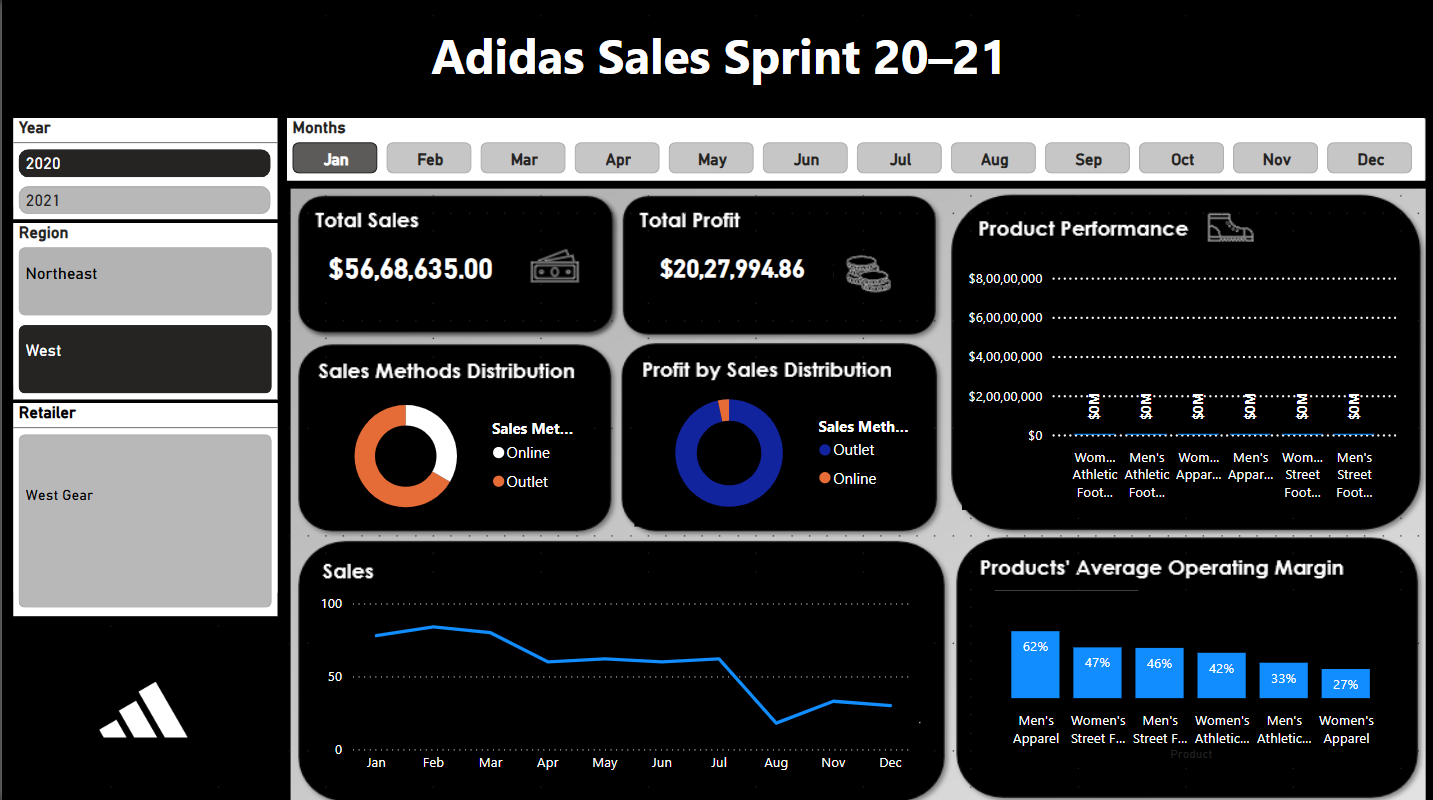 Adidas Sales Sprint 20–21
Year
2020
2021
Region
Northeast
West
Retailer
West Gear
Months
Jan Feb Mar Apr May Jun Jul Aug Sep Oct Nov Dec
Total Sales
$56,68,635.00
Total Profit
$20,27,994.86
Sales Methods Distribution
Sales Met...
Online
Outlet
Profit by Sales Distribution
Sales Meth...
Outlet
Online
Product Performance
$8,00,00,000
$6,00,00,000
$4,00,00,000
$2,00,00,000
$0
$0M $0M $0M $0M $0M $0M
Wom... Men's Wom... Men's Wom... Men's
Athletic Athletic Appar... Appar... Street Street
Foot... Foot... Foot... Foot...
Sales
100
50
0
Jan Feb Mar Apr May Jun Jul Aug Nov Dec
Products' Average Operating Margin
62% 47% 46% 42% 33% 27%
Men's Women's Men's Women's Men's Women's
Apparel Street F... Street F... Athletic... Athletic... Apparel
Product